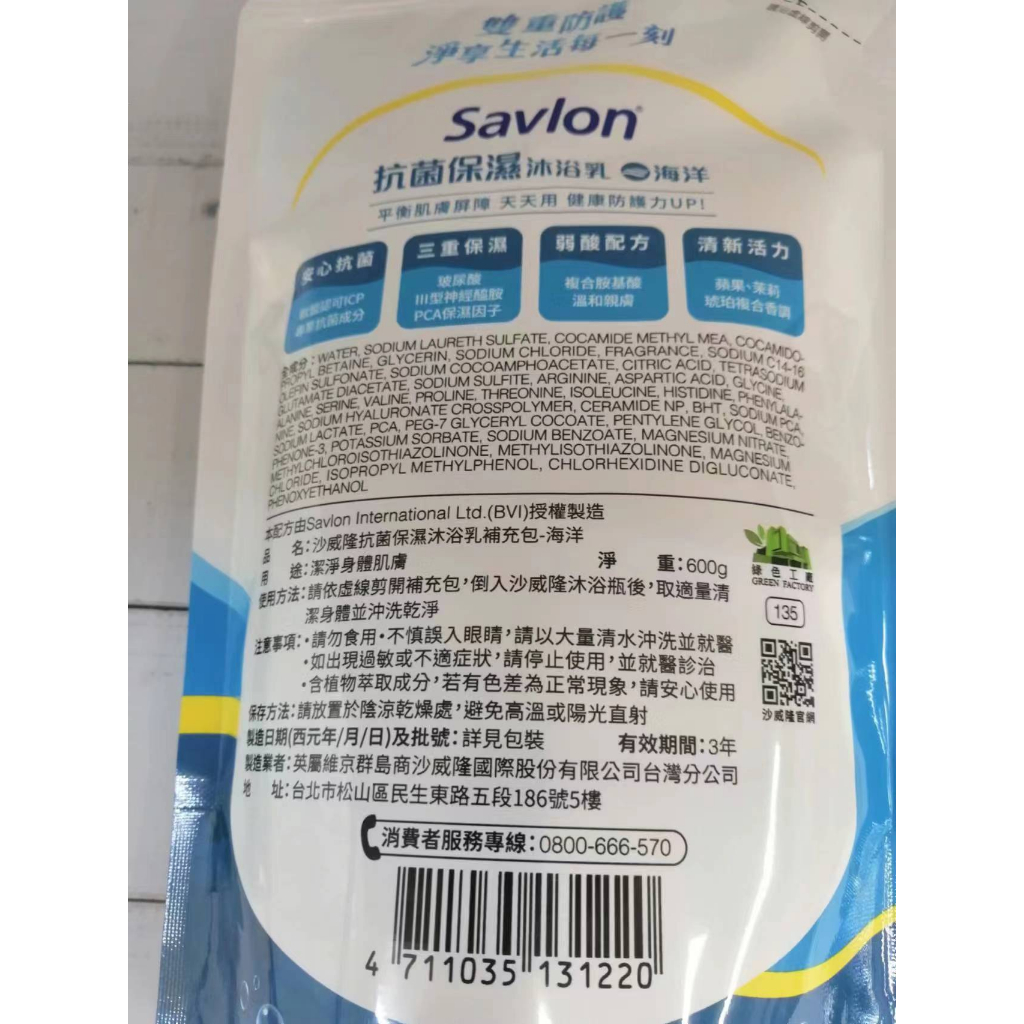 雙重防護
淨享生活每一刻
Savlon
抗菌保濕沐浴乳 海洋
平衡肌膚屏障 天天用 健康防護力UP!
安心抗菌
歐盟認可ICP
專業抗菌成分
三重保濕
玻尿酸
III型神經醯胺
PCA保濕因子
弱酸配方
複合胺基酸
溫和親膚
清新活力
蘋果、茉莉
琥珀複合香調
全成分：WATER, SODIUM LAURETH SULFATE, COCAMIDE METHYL MEA, COCAMIDO-
PROPYL BETAINE, GLYCERIN, SODIUM CHLORIDE, FRAGRANCE, SODIUM C14-16
OLEFIN SULFONATE, SODIUM COCOAMPHOACETATE, CITRIC ACID, TETRASODIUM
GLUTAMATE DIACETATE, SODIUM SULFITE, ARGININE, ASPARTIC ACID, GLYCINE,
ALANINE, SERINE, VALINE, PROLINE, THREONINE, ISOLEUCINE, HISTIDINE, PHENYLALA-
NINE, SODIUM HYALURONATE CROSSPOLYMER, CERAMIDE NP, BHT, SODIUM PCA,
SODIUM LACTATE, PCA, PEG-7 GLYCERYL COCOATE, PENTYLENE GLYCOL, BENZO-
PHENONE-3, POTASSIUM SORBATE, SODIUM BENZOATE, MAGNESIUM NITRATE,
METHYLCHLOROISOTHIAZOLINONE, METHYLISOTHIAZOLINONE, MAGNESIUM
CHLORIDE, ISOPROPYL METHYLPHENOL, CHLORHEXIDINE DIGLUCONATE,
PHENOXYETHANOL
本配方由Savlon International Ltd.(BVI)授權製造
品 名：沙威隆抗菌保濕沐浴乳補充包-海洋
用 途：潔淨身體肌膚 淨 重：600g
使用方法：請依虛線剪開補充包，倒入沙威隆沐浴瓶後，取適量清
潔身體並沖洗乾淨
注意事項：•請勿食用•不慎誤入眼睛，請以大量清水沖洗並就醫
•如出現過敏或不適症狀，請停止使用，並就醫診治
•含植物萃取成分，若有色差為正常現象，請安心使用
保存方法：請放置於陰涼乾燥處，避免高溫或陽光直射
製造日期(西元年/月/日)及批號：詳見包裝 有效期間：3年
製造業者：英屬維京群島商沙威隆國際股份有限公司台灣分公司
地 址：台北市松山區民生東路五段186號5樓
綠色工廠
GREEN FACTORY
135
沙威隆官網
消費者服務專線：0800-666-570
4 711035 131220